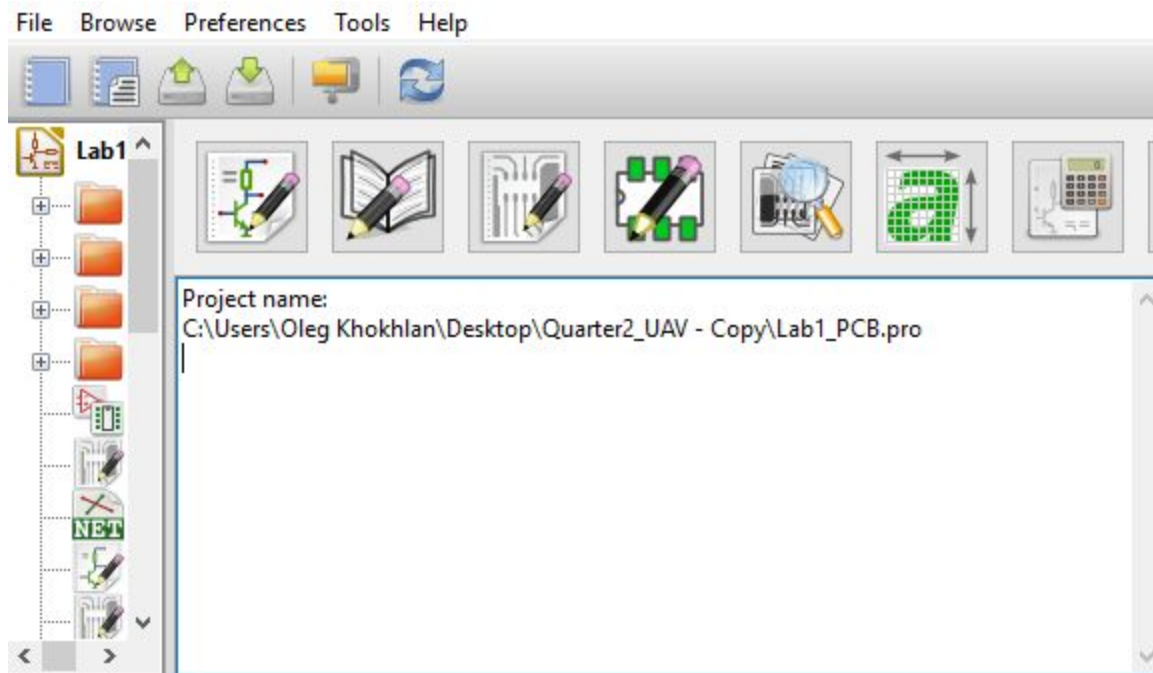 File Browse Preferences Tools Help
Lab1
Project name:
C:\Users\Oleg Khokhlan\Desktop\Quarter2_UAV - Copy\Lab1_PCB.pro
NET